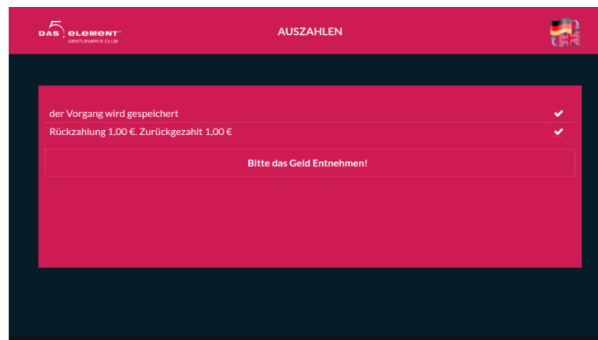 DAS 5 ELEMENT
GENTLEMEN'S CLUB
AUSZAHLEN
der Vorgang wird gespeichert
Rückzahlung 1,00 €. Zurückgezahlt 1,00 €
Bitte das Geld Entnehmen!